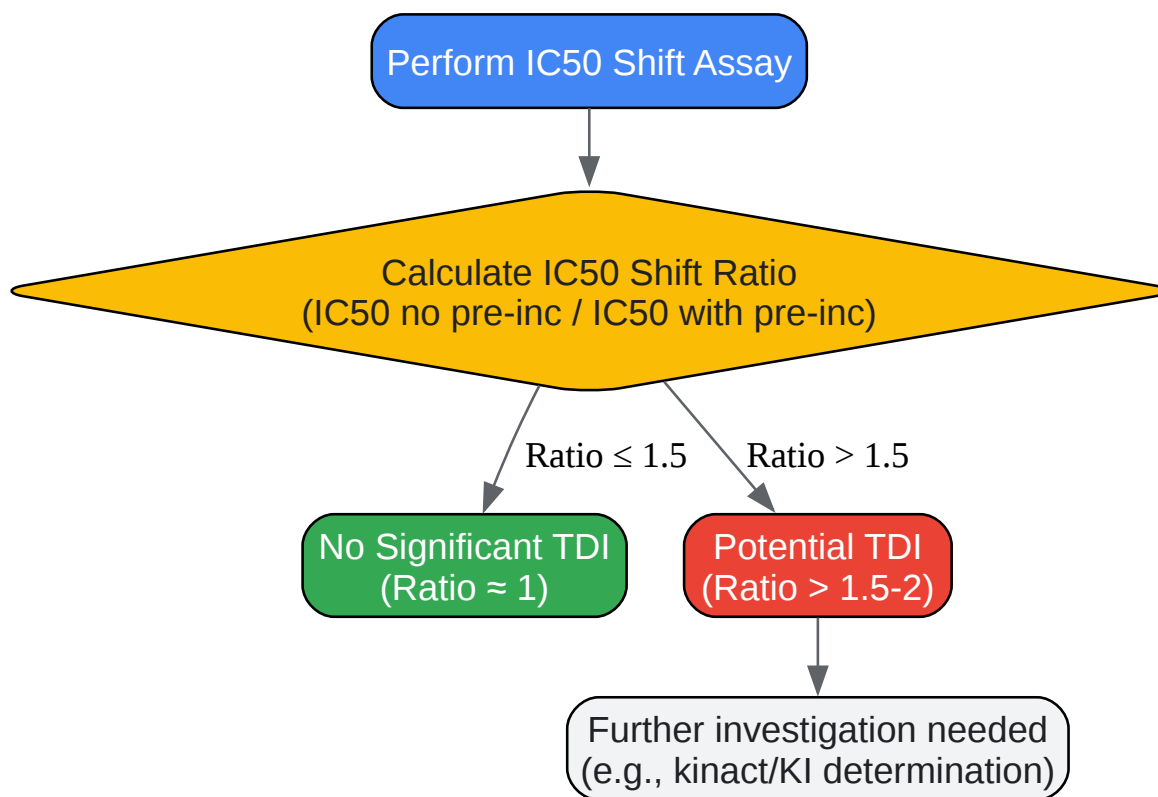 Perform IC50 Shift Assay
Calculate IC50 Shift Ratio
(IC50 no pre-inc / IC50 with pre-inc)
Ratio ≤ 1.5
Ratio > 1.5
No Significant TDI
(Ratio ≈ 1)
Potential TDI
(Ratio > 1.5-2)
Further investigation needed
(e.g., kinact/KI determination)